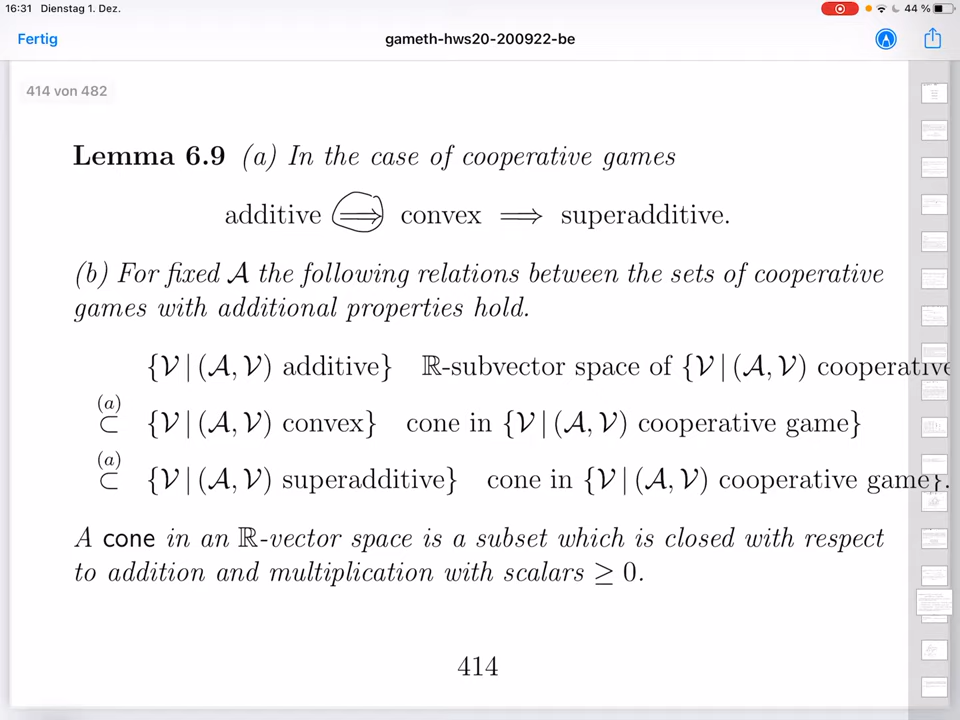 16:31 Dienstag 1. Dez. 44 %
Fertig gameth-hws20-200922-be
414 von 482
Lemma 6.9 (a) In the case of cooperative games
additive ⟹ convex ⟹ superadditive.
(b) For fixed 𝒜 the following relations between the sets of cooperative
games with additional properties hold.
{𝒱 | (𝒜, 𝒱) additive} ℝ-subvector space of {𝒱 | (𝒜, 𝒱) cooperative
(a)
⊂ {𝒱 | (𝒜, 𝒱) convex} cone in {𝒱 | (𝒜, 𝒱) cooperative game}
(a)
⊂ {𝒱 | (𝒜, 𝒱) superadditive} cone in {𝒱 | (𝒜, 𝒱) cooperative game}.
A cone in an ℝ-vector space is a subset which is closed with respect
to addition and multiplication with scalars ≥ 0.
414